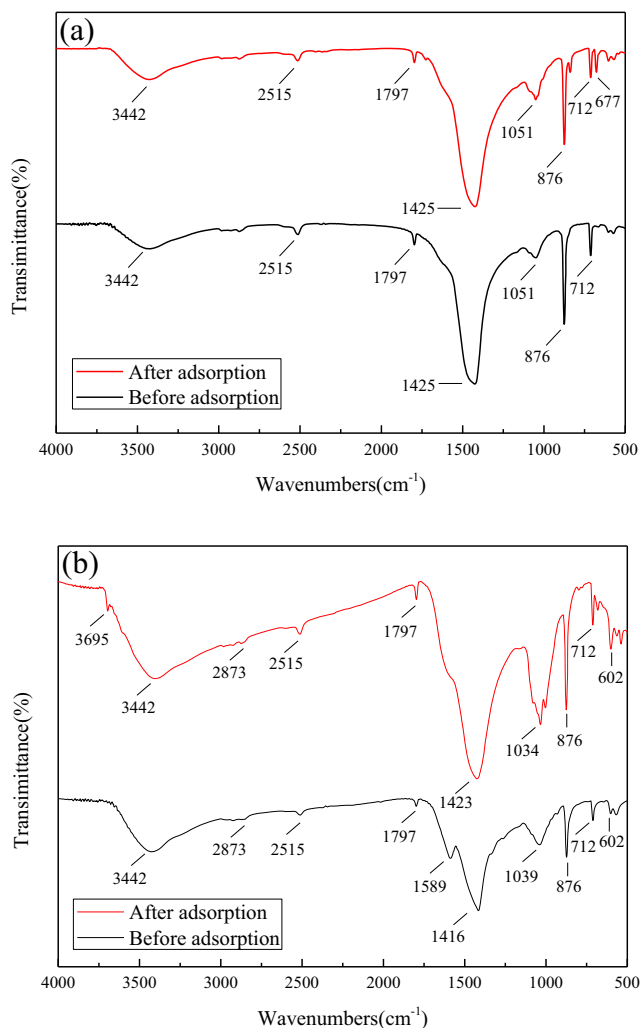 (a)
3442
2515
1797
1425
1051
876
712
677
3442
2515
1797
1425
1051
876
712
Transimittance(%)
After adsorption
Before adsorption
4000 3500 3000 2500 2000 1500 1000 500
Wavenumbers(cm-1)
(b)
3695
3442
2873
2515
1797
1423
1034
876
712
602
3442
2873
2515
1797
1589
1416
1039
876
712
602
Transimittance(%)
After adsorption
Before adsorption
4000 3500 3000 2500 2000 1500 1000 500
Wavenumbers(cm-1)